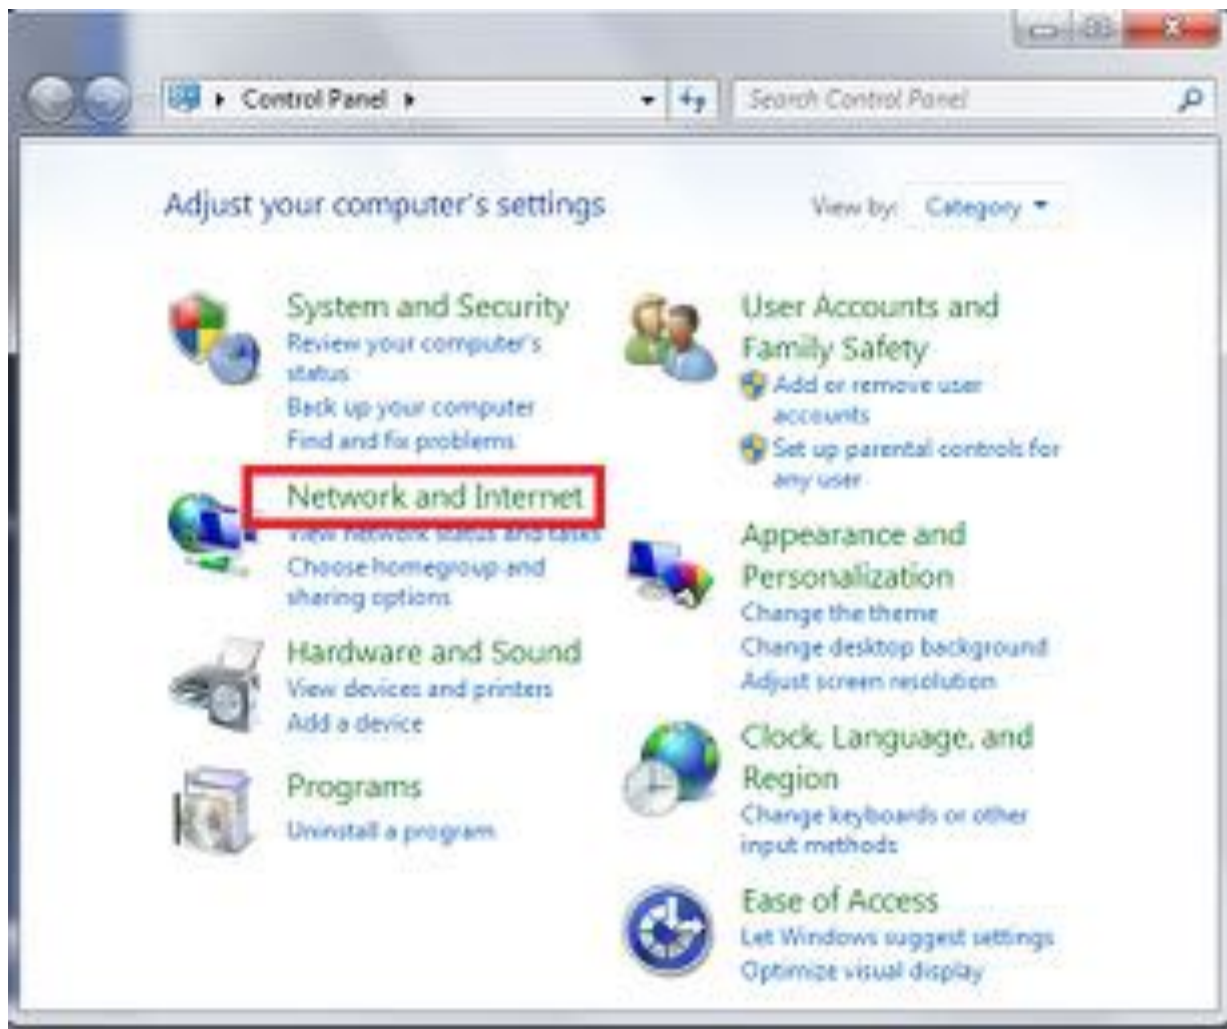 Control Panel
Search Control Panel
Adjust your computer's settings
View by: Category
System and Security
Review your computer's
status
Back up your computer
Find and fix problems
Network and Internet
View network status and tasks
Choose homegroup and
sharing options
Hardware and Sound
View devices and printers
Add a device
Programs
Uninstall a program
User Accounts and
Family Safety
Add or remove user
accounts
Set up parental controls for
any user
Appearance and
Personalization
Change the theme
Change desktop background
Adjust screen resolution
Clock, Language, and
Region
Change keyboards or other
input methods
Ease of Access
Let Windows suggest settings
Optimize visual display